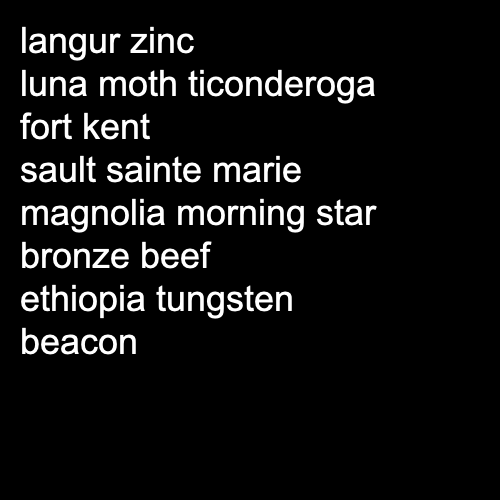 langur zinc
luna moth ticonderoga
fort kent
sault sainte marie
magnolia morning star
bronze beef
ethiopia tungsten
beacon